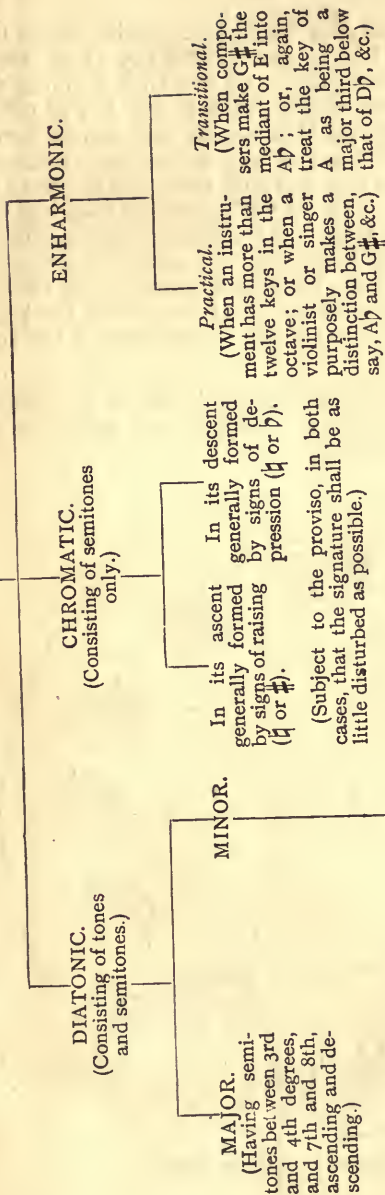 DIATONIC.
(Consisting of tones
and semitones.)
MAJOR.
(Having semi-
tones between 3rd
and 4th degrees,
and 7th and 8th,
ascending and de-
scending.)
MINOR.
CHROMATIC.
(Consisting of semitones
only.)
In its ascent
generally formed
by signs of raising
(♮ or ♯).
In its descent
generally formed
by signs of de-
pression (♮ or ♭).
(Subject to the proviso, in both
cases, that the signature shall be as
little disturbed as possible.)
ENHARMONIC.
Practical.
(When an instru-
ment has more than
twelve keys in the
octave; or when a
violinist or singer
purposely makes a
distinction between,
say, A♭ and G♯, &c.)
Transitional.
(When compo-
sers make G♯ the
mediant of E into
A♭; or, again,
treat the key of
A as being a
major third below
that of D♭, &c.)